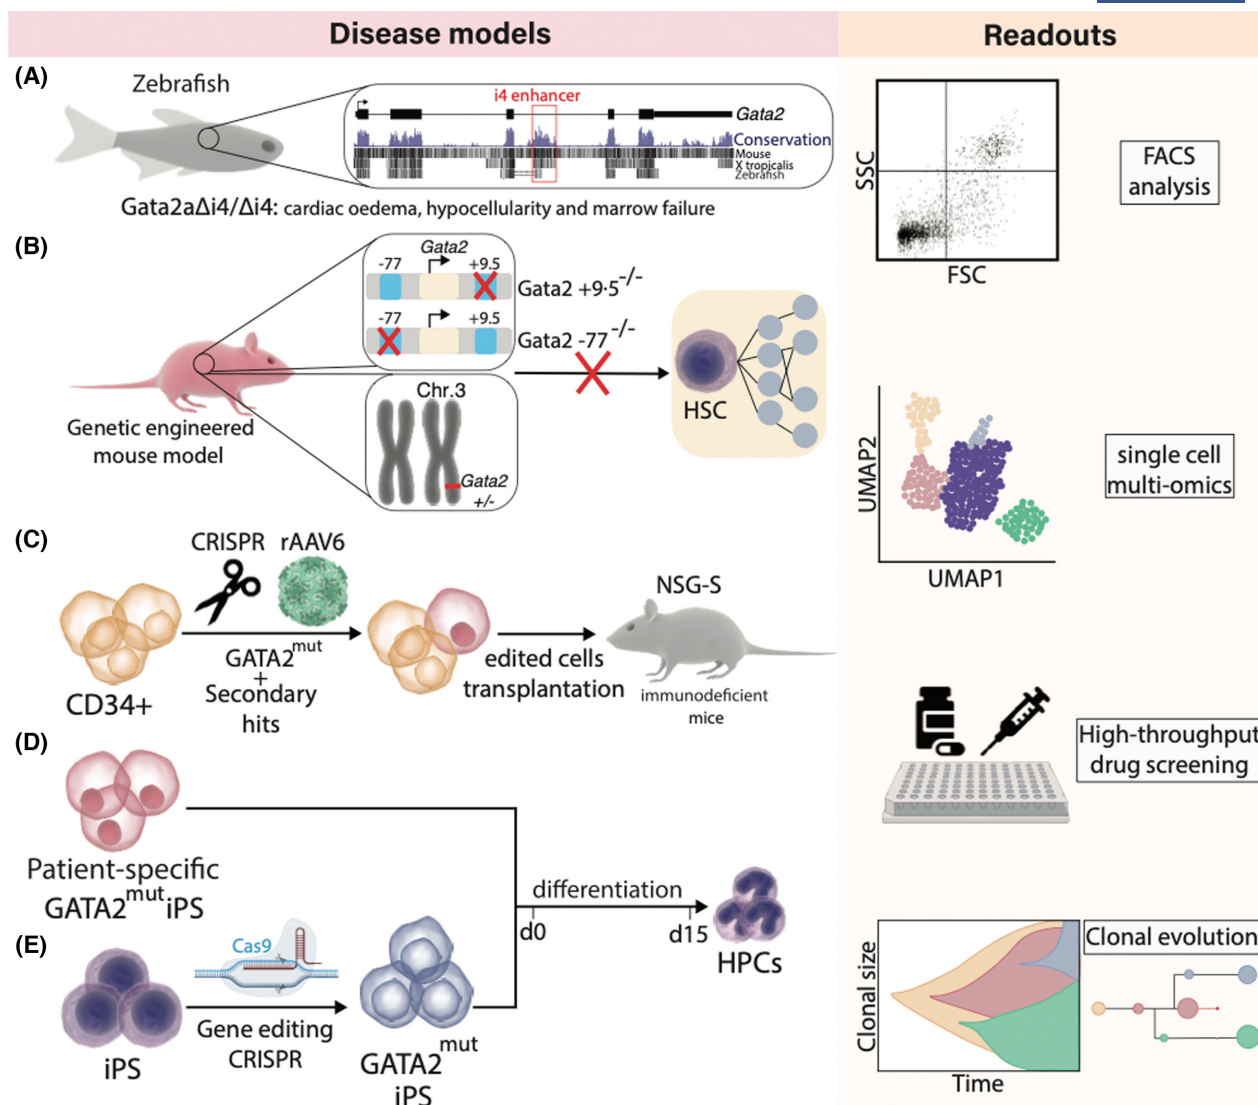 Disease models
Readouts
(A)
Zebrafish
i4 enhancer
Gata2
Conservation
Mouse
X tropicalis
Zebrafish
Gata2aΔi4/Δi4: cardiac oedema, hypocellularity and marrow failure
SSC
FSC
FACS
analysis
(B)
Gata2
-77
+9.5
Gata2 +9·5-/-
-77
+9.5
Gata2 -77-/-
Chr.3
Gata2
+/-
Genetic engineered
mouse model
HSC
UMAP2
UMAP1
single cell
multi-omics
(C)
CRISPR
rAAV6
GATA2mut
+
Secondary
hits
CD34+
edited cells
transplantation
NSG-S
immunodeficient
mice
High-throughput
drug screening
(D)
Patient-specific
GATA2mut iPS
differentiation
d0
d15
HPCs
(E)
iPS
Cas9
Gene editing
CRISPR
GATA2mut
iPS
Clonal size
Time
Clonal evolution